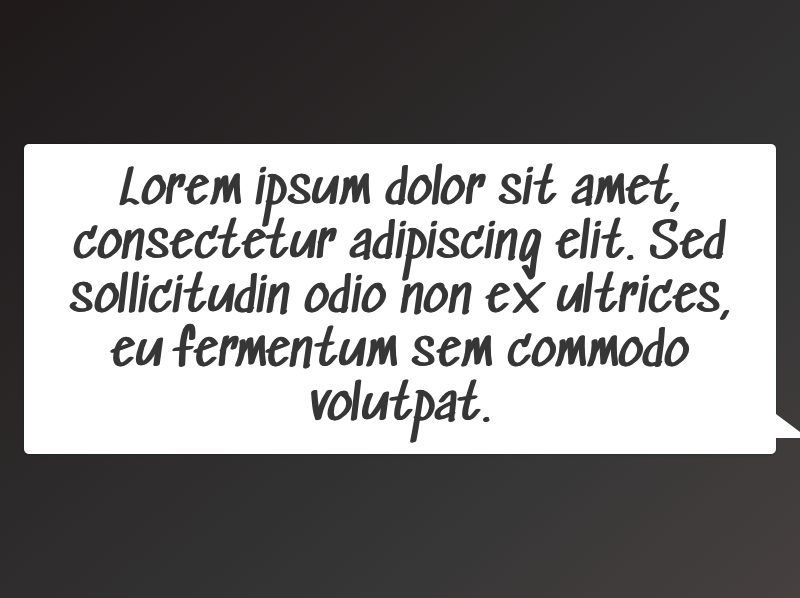 Lorem ipsum dolor sit amet,
consectetur adipiscing elit. Sed
sollicitudin odio non ex ultrices,
eu fermentum sem commodo
volutpat.